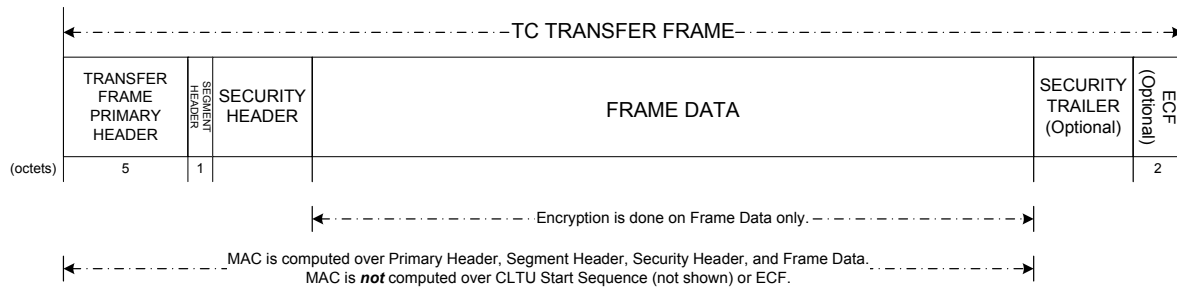 TC TRANSFER FRAME
TRANSFER
FRAME
PRIMARY
HEADER
SEGMENT
HEADER
SECURITY
HEADER
FRAME DATA
SECURITY
TRAILER
(Optional)
ECF
(Optional)
(octets)
5
1
2
Encryption is done on Frame Data only.
MAC is computed over Primary Header, Segment Header, Security Header, and Frame Data.
MAC is not computed over CLTU Start Sequence (not shown) or ECF.